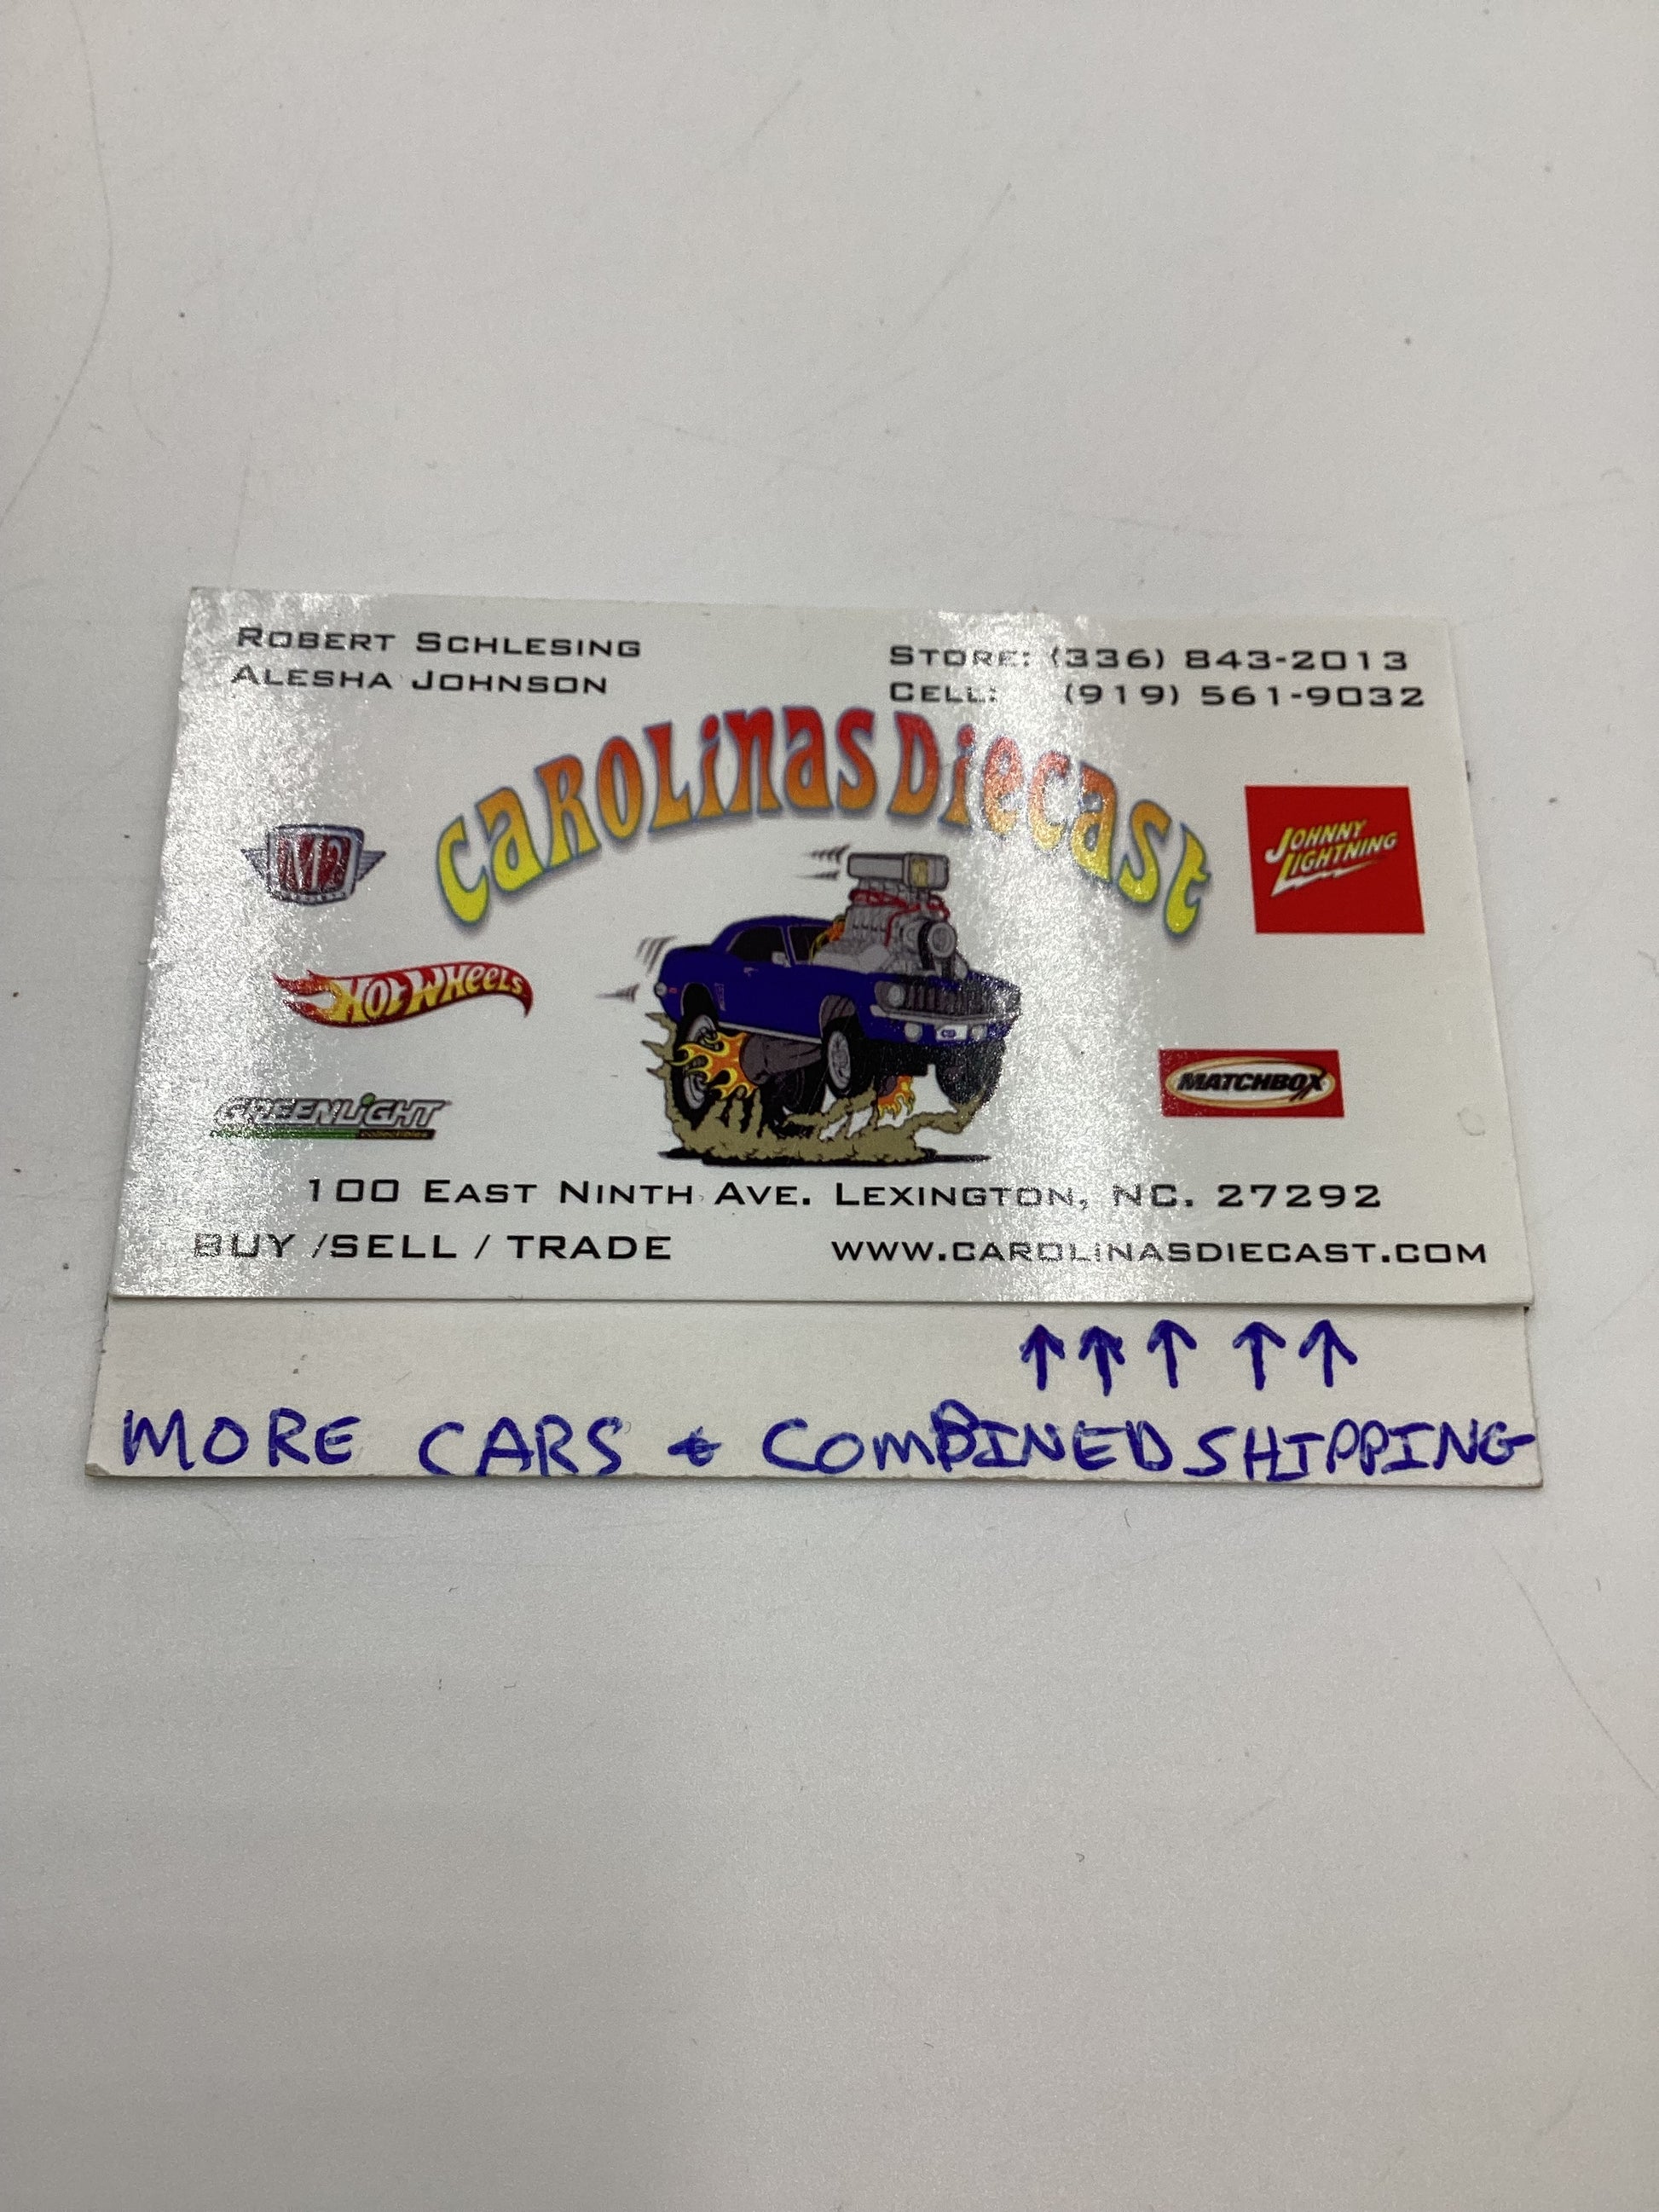 ROBERT SCHLESING
ALESHA JOHNSON
STORE: (336) 843-2013
CELL: (919) 561-9032
CAROLINAS DIECAST
M2
JOHNNY
LIGHTNING
HOT WHEELS
MATCHBOX
GREENLIGHT
COLLECTIBLES
100 EAST NINTH AVE. LEXINGTON, NC. 27292
BUY /SELL / TRADE
WWW.CAROLINASDIECAST.COM
↑ ↑ ↑ ↑ ↑
MORE CARS & COMBINED SHIPPING